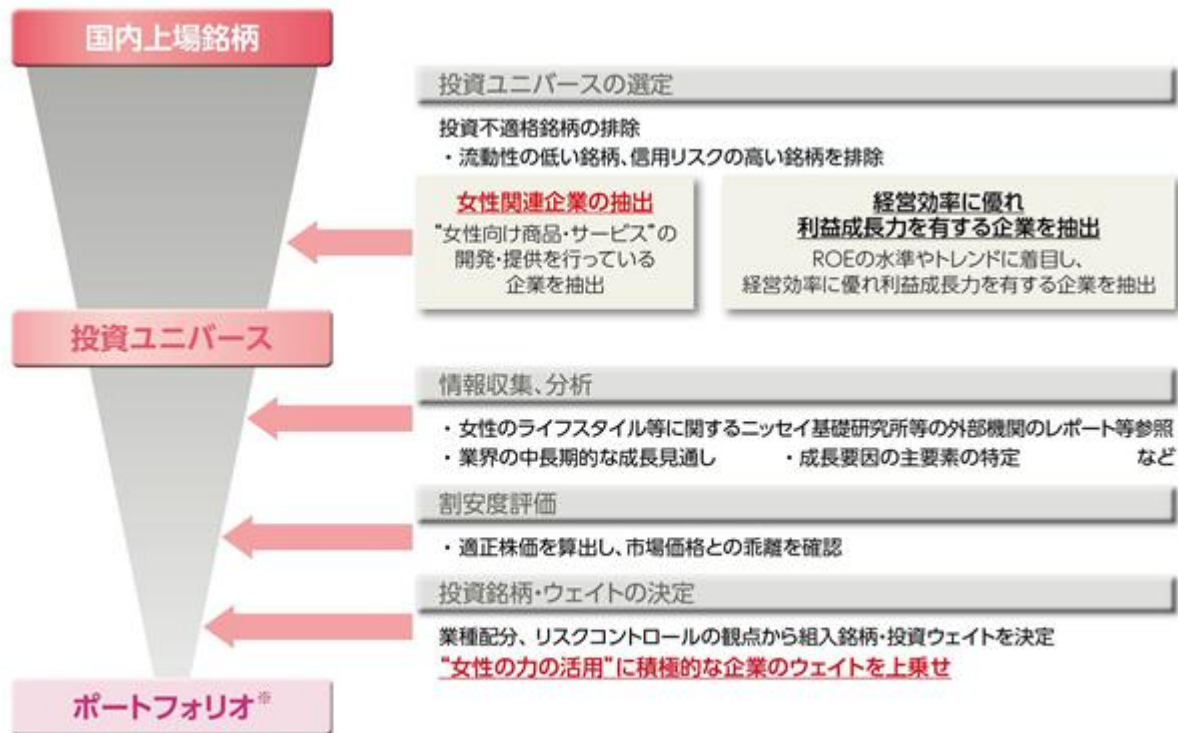 国内上場銘柄
投資ユニバースの選定
投資不適格銘柄の排除
・流動性の低い銘柄、信用リスクの高い銘柄を排除
女性関連企業の抽出
“女性向け商品・サービス”の
開発・提供を行っている
企業を抽出
経営効率に優れ
利益成長力を有する企業を抽出
ROEの水準やトレンドに着目し、
経営効率に優れ利益成長力を有する企業を抽出
投資ユニバース
情報収集、分析
・女性のライフスタイル等に関するニッセイ基礎研究所等の外部機関のレポート等参照
・業界の中長期的な成長見通し ・成長要因の主要素の特定 など
割安度評価
・適正株価を算出し、市場価格との乖離を確認
投資銘柄・ウェイトの決定
業種配分、リスクコントロールの観点から組入銘柄・投資ウェイトを決定
“女性の力の活用”に積極的な企業のウェイトを上乗せ
ポートフォリオ※